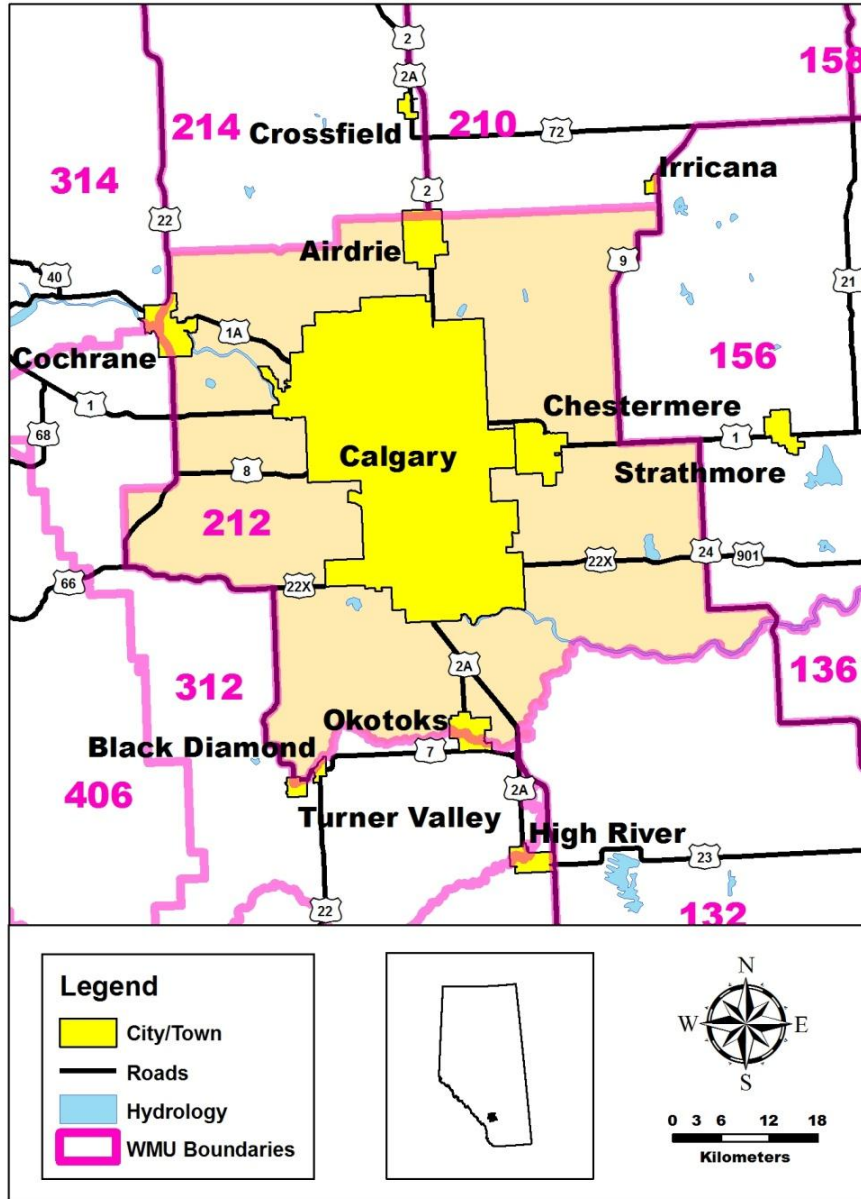 2
2A
158
214
Crossfield
210
72
Irricana
314
2
22
Airdrie
9
40
21
1A
Cochrane
156
1
Chestermere
68
Calgary
1
8
Strathmore
212
24
901
66
22X
22X
2A
136
312
Okotoks
Black Diamond
7
406
2A
Turner Valley
High River
23
22
132
Legend
City/Town
Roads
Hydrology
WMU Boundaries
N
W
E
S
0 3 6 12 18
Kilometers